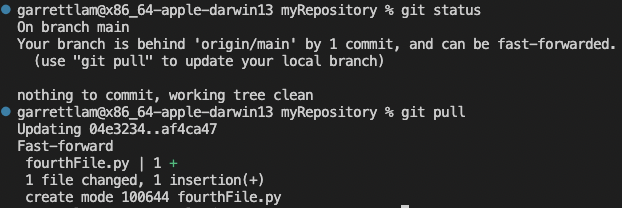 garrettlam@x86_64-apple-darwin13 myRepository % git status
On branch main
Your branch is behind 'origin/main' by 1 commit, and can be fast-forwarded.
  (use "git pull" to update your local branch)

nothing to commit, working tree clean
garrettlam@x86_64-apple-darwin13 myRepository % git pull
Updating 04e3234..af4ca47
Fast-forward
 fourthFile.py | 1 +
 1 file changed, 1 insertion(+)
 create mode 100644 fourthFile.py